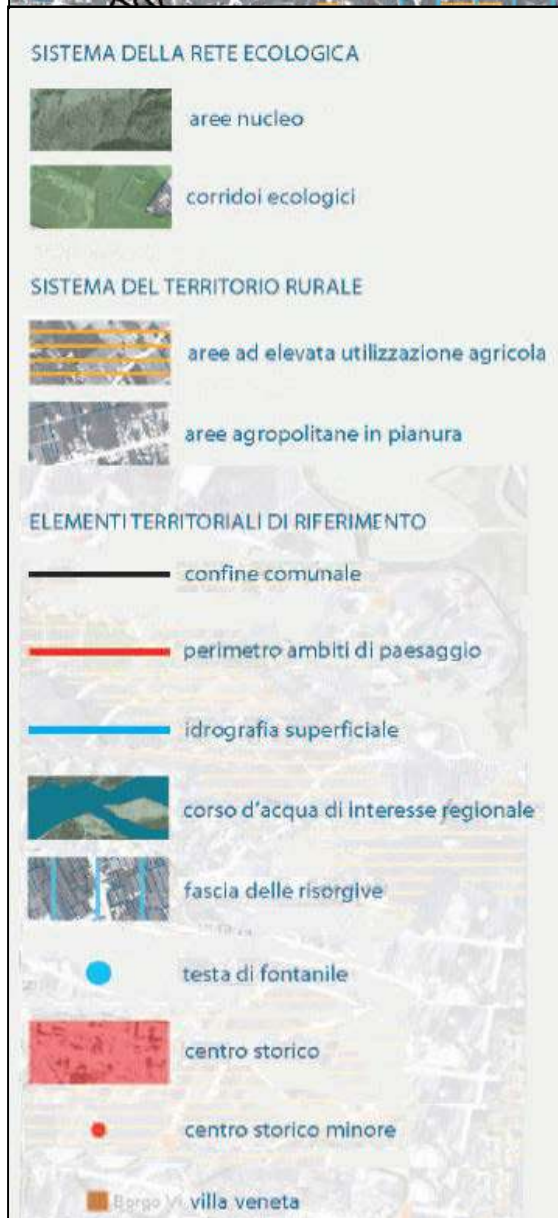 SISTEMA DELLA RETE ECOLOGICA
aree nucleo
corridoi ecologici
SISTEMA DEL TERRITORIO RURALE
aree ad elevata utilizzazione agricola
aree agropolitane in pianura
ELEMENTI TERRITORIALI DI RIFERIMENTO
confine comunale
perimetro ambiti di paesaggio
idrografia superficiale
corso d'acqua di interesse regionale
fascia delle risorgive
testa di fontanile
centro storico
centro storico minore
Borgo villa veneta